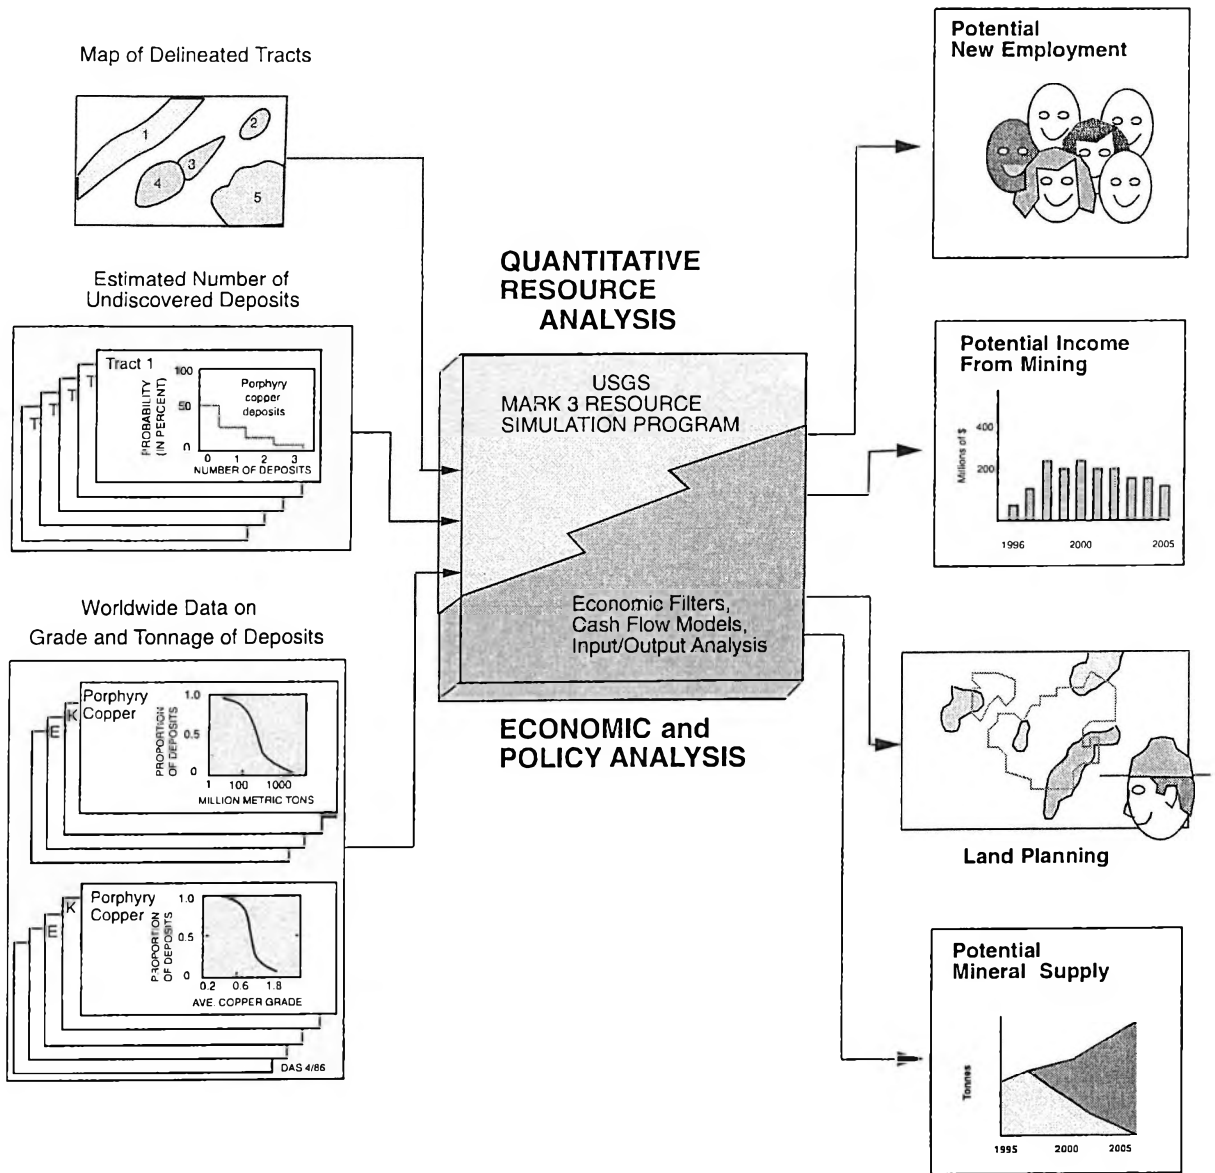 Map of Delineated Tracts
1
2
3
4
5
Estimated Number of
Undiscovered Deposits
T
T
T
T
Tract 1
PROBABILITY
(IN PERCENT)
100
50
0
Porphyry
copper
deposits
0 1 2 3
NUMBER OF DEPOSITS
Worldwide Data on
Grade and Tonnage of Deposits
E
K
Porphyry
Copper
PROPORTION
OF DEPOSITS
1.0
0.5
0
1 100 1000
MILLION METRIC TONS
E
K
Porphyry
Copper
PROPORTION
OF DEPOSITS
1.0
0.5
0
0.2 0.6 1.8
AVE. COPPER GRADE
DAS 4/86
QUANTITATIVE
RESOURCE
ANALYSIS
USGS
MARK 3 RESOURCE
SIMULATION PROGRAM
Economic Filters,
Cash Flow Models,
Input/Output Analysis
ECONOMIC and
POLICY ANALYSIS
Potential
New Employment
Potential Income
From Mining
Millions of $
400
200
1996 2000 2005
Land Planning
Potential
Mineral Supply
Tonnes
1995 2000 2005